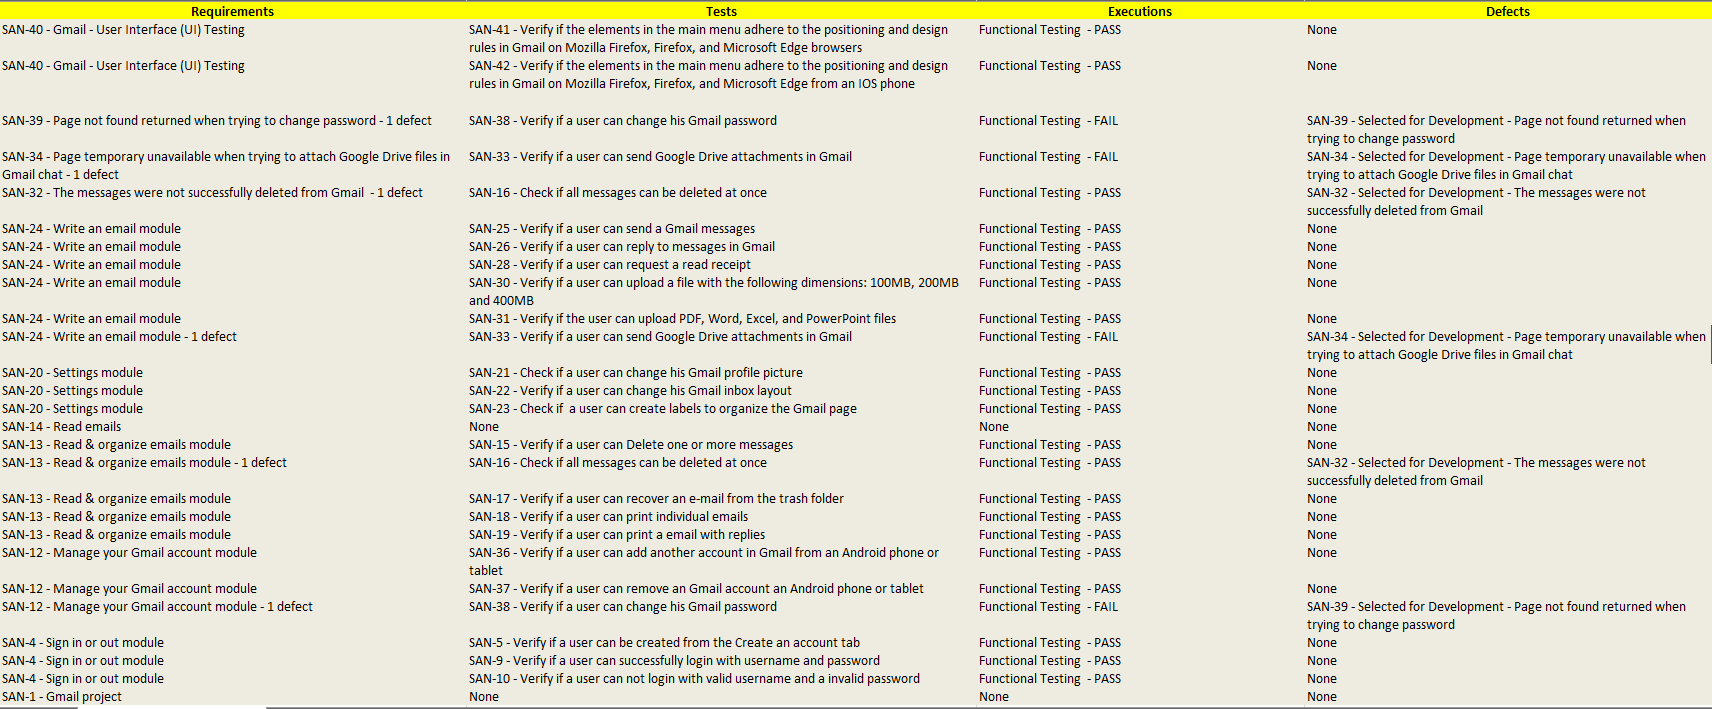 Requirements Tests Executions Defects
SAN-40 - Gmail - User Interface (UI) Testing SAN-41 - Verify if the elements in the main menu adhere to the positioning and design Functional Testing - PASS None
rules in Gmail on Mozilla Firefox, Firefox, and Microsoft Edge browsers
SAN-40 - Gmail - User Interface (UI) Testing SAN-42 - Verify if the elements in the main menu adhere to the positioning and design Functional Testing - PASS None
rules in Gmail on Mozilla Firefox, Firefox, and Microsoft Edge from an IOS phone
SAN-39 - Page not found returned when trying to change password - 1 defect SAN-38 - Verify if a user can change his Gmail password Functional Testing - FAIL SAN-39 - Selected for Development - Page not found returned when
trying to change password
SAN-34 - Page temporary unavailable when trying to attach Google Drive files in SAN-33 - Verify if a user can send Google Drive attachments in Gmail Functional Testing - FAIL SAN-34 - Selected for Development - Page temporary unavailable when
Gmail chat - 1 defect trying to attach Google Drive files in Gmail chat
SAN-32 - The messages were not successfully deleted from Gmail - 1 defect SAN-16 - Check if all messages can be deleted at once Functional Testing - PASS SAN-32 - Selected for Development - The messages were not
successfully deleted from Gmail
SAN-24 - Write an email module SAN-25 - Verify if a user can send a Gmail messages Functional Testing - PASS None
SAN-24 - Write an email module SAN-26 - Verify if a user can reply to messages in Gmail Functional Testing - PASS None
SAN-24 - Write an email module SAN-28 - Verify if a user can request a read receipt Functional Testing - PASS None
SAN-24 - Write an email module SAN-30 - Verify if a user can upload a file with the following dimensions: 100MB, 200MB Functional Testing - PASS None
and 400MB
SAN-24 - Write an email module SAN-31 - Verify if the user can upload PDF, Word, Excel, and PowerPoint files Functional Testing - PASS None
SAN-24 - Write an email module - 1 defect SAN-33 - Verify if a user can send Google Drive attachments in Gmail Functional Testing - FAIL SAN-34 - Selected for Development - Page temporary unavailable when
trying to attach Google Drive files in Gmail chat
SAN-20 - Settings module SAN-21 - Check if a user can change his Gmail profile picture Functional Testing - PASS None
SAN-20 - Settings module SAN-22 - Verify if a user can change his Gmail inbox layout Functional Testing - PASS None
SAN-20 - Settings module SAN-23 - Check if a user can create labels to organize the Gmail page Functional Testing - PASS None
SAN-14 - Read emails None None None
SAN-13 - Read & organize emails module SAN-15 - Verify if a user can Delete one or more messages Functional Testing - PASS None
SAN-13 - Read & organize emails module - 1 defect SAN-16 - Check if all messages can be deleted at once Functional Testing - PASS SAN-32 - Selected for Development - The messages were not
successfully deleted from Gmail
SAN-13 - Read & organize emails module SAN-17 - Verify if a user can recover an e-mail from the trash folder Functional Testing - PASS None
SAN-13 - Read & organize emails module SAN-18 - Verify if a user can print individual emails Functional Testing - PASS None
SAN-13 - Read & organize emails module SAN-19 - Verify if a user can print a email with replies Functional Testing - PASS None
SAN-12 - Manage your Gmail account module SAN-36 - Verify if a user can add another account in Gmail from an Android phone or Functional Testing - PASS None
tablet
SAN-12 - Manage your Gmail account module SAN-37 - Verify if a user can remove an Gmail account an Android phone or tablet Functional Testing - PASS None
SAN-12 - Manage your Gmail account module - 1 defect SAN-38 - Verify if a user can change his Gmail password Functional Testing - FAIL SAN-39 - Selected for Development - Page not found returned when
trying to change password
SAN-4 - Sign in or out module SAN-5 - Verify if a user can be created from the Create an account tab Functional Testing - PASS None
SAN-4 - Sign in or out module SAN-9 - Verify if a user can successfully login with username and password Functional Testing - PASS None
SAN-4 - Sign in or out module SAN-10 - Verify if a user can not login with valid username and a invalid password Functional Testing - PASS None
SAN-1 - Gmail project None None None